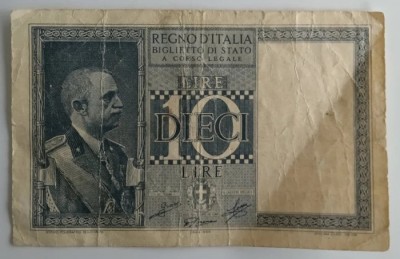 REGNO D'ITALIA
BIGLIETTO DI STATO
A CORSO LEGALE
LIRE
10
DIECI
LIRE